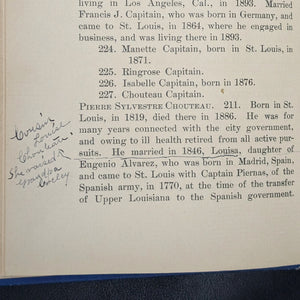 living in Los Angeles, Cal., in 1893. Married
Francis J. Capitain, who was born in Germany, and
came to St. Louis, in 1864, where he engaged in
business, and was living there in 1893.
224. Manette Capitain, born in St. Louis, in
1871.
225. Ringrose Capitain.
226. Isabelle Capitain, born in 1876.
227. Chouteau Capitain.
PIERRE SYLVESTRE CHOUTEAU. 211. Born in St.
Louis, in 1819, died there in 1886. He was for
many years connected with the city government,
and owing to ill health retired from all active pur-
suits. He married in 1846, Louisa, daughter of
Eugenio Alvarez, who was born in Madrid, Spain,
and came to St. Louis with Captain Piernas, of the
Spanish army, in 1770, at the time of the transfer
of Upper Louisiana to the Spanish government.
Cousin
Louise
Chouteau
She